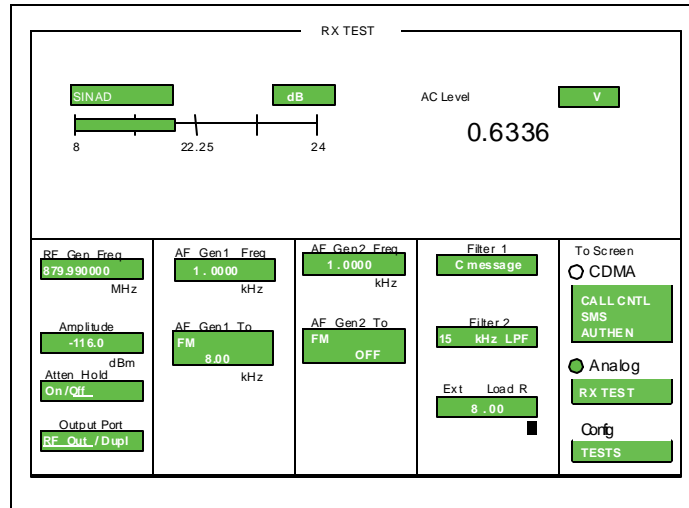 RX TEST
SINAD
dB
AC Level
V
0.6336
8
22.25
24
RF Gen Freq
879.990000
MHz
Amplitude
-116.0
dBm
Atten Hold
On/Off
Output Port
RF Out / Dupl
AF Gen1 Freq
1.0000
kHz
AF Gen1 To
FM
8.00
kHz
AF Gen2 Freq
1.0000
kHz
AF Gen2 To
FM
OFF
Filter 1
C message
Filter 2
15 kHz LPF
Ext Load R
8.00
To Screen
CDMA
CALL CNTL
SMS
AUTHEN
Analog
RX TEST
Config
TESTS